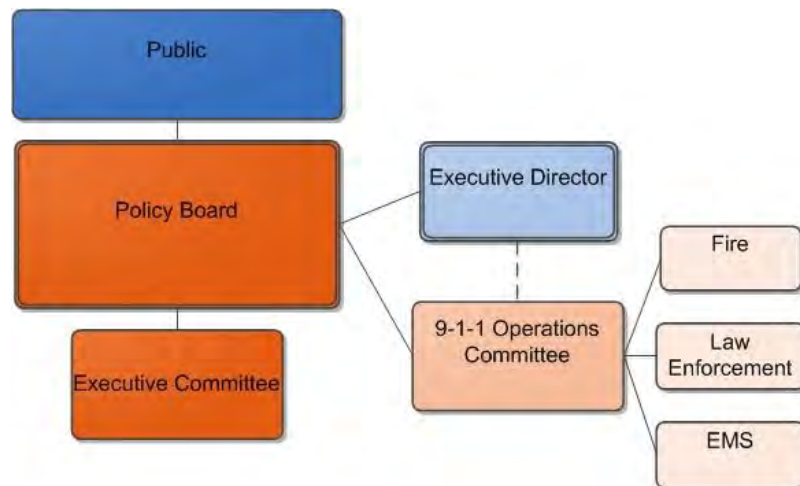 Public
Policy Board
Executive Committee
Executive Director
9-1-1 Operations
Committee
Fire
Law
Enforcement
EMS